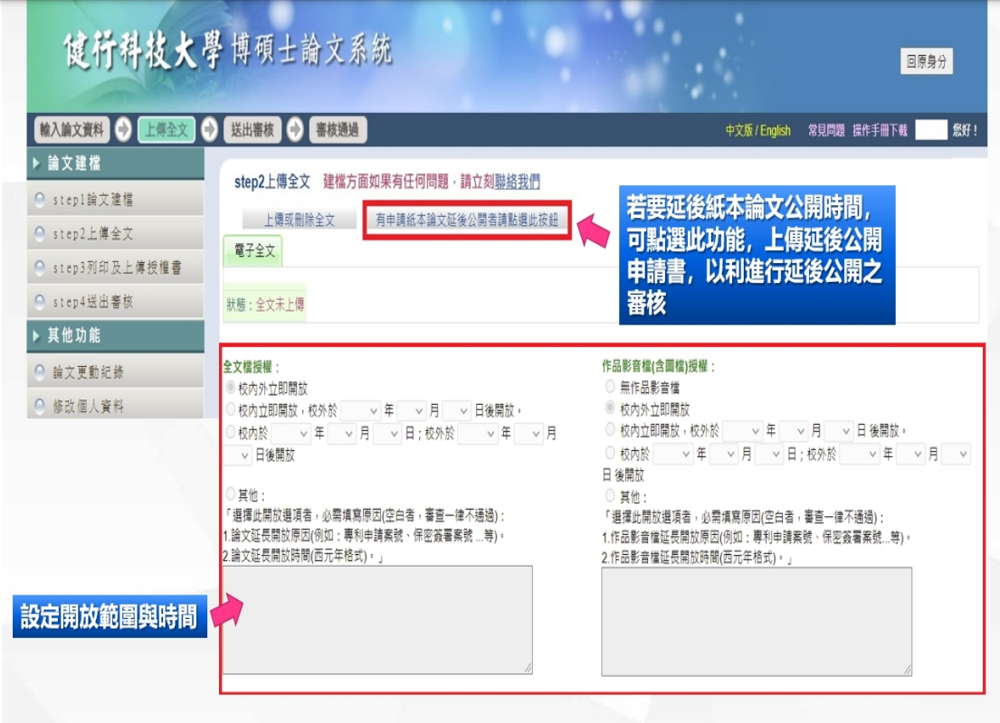 健行科技大學博碩士論文系統
回原身分
輸入論文資料 上傳全文 送出審核 審核通過
中文版 / English 常見問題 操作手冊下載 您好！
論文建檔
step1論文建檔
step2上傳全文
step3列印及上傳授權書
step4送出審核
其他功能
論文更動紀錄
修改個人資料
step2上傳全文 建檔方面如果有任何問題，請立刻聯絡我們
上傳或刪除全文 有申請紙本論文延後公開者請點選此按鈕
電子全文
狀態：全文未上傳
若要延後紙本論文公開時間，
可點選此功能，上傳延後公開
申請書，以利進行延後公開之
審核
全文檔授權：
校內外立即開放
校內立即開放，校外於 年 月 日後開放。
校內於 年 月 日；校外於 年 月
日後開放
其他：
「選擇此開放選項者，必需填寫原因(空白者，審查一律不通過)：
1.論文延長開放原因(例如：專利申請案號、保密簽署案號...等)。
2.論文延長開放時間(西元年格式)。」
作品影音檔(含圖檔)授權：
無作品影音檔
校內外立即開放
校內立即開放，校外於 年 月 日後開放。
校內於 年 月 日；校外於 年 月
日 後開放
其他：
「選擇此開放選項者，必需填寫原因(空白者，審查一律不通過)：
1.作品影音檔延長開放原因(例如：專利申請案號、保密簽署案號...等)。
2.作品影音檔延長開放時間(西元年格式)。」
設定開放範圍與時間